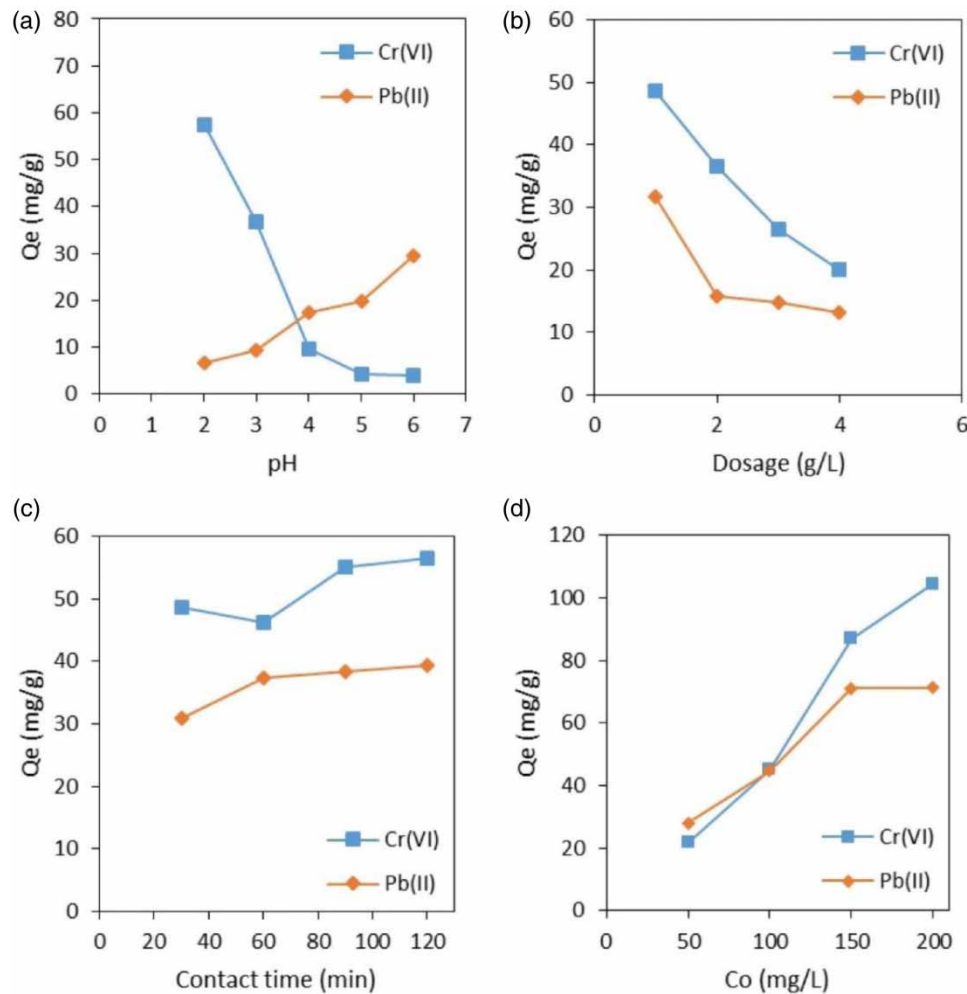 (a)
80
70
60
50
40
30
20
10
0
Qe (mg/g)
Cr(VI)
Pb(II)
0 1 2 3 4 5 6 7
pH
(b)
60
50
40
30
20
10
0
Qe (mg/g)
Cr(VI)
Pb(II)
0 2 4 6
Dosage (g/L)
(c)
60
50
40
30
20
10
0
Qe (mg/g)
Cr(VI)
Pb(II)
0 20 40 60 80 100 120
Contact time (min)
(d)
120
100
80
60
40
20
0
Qe (mg/g)
Cr(VI)
Pb(II)
0 50 100 150 200
Co (mg/L)